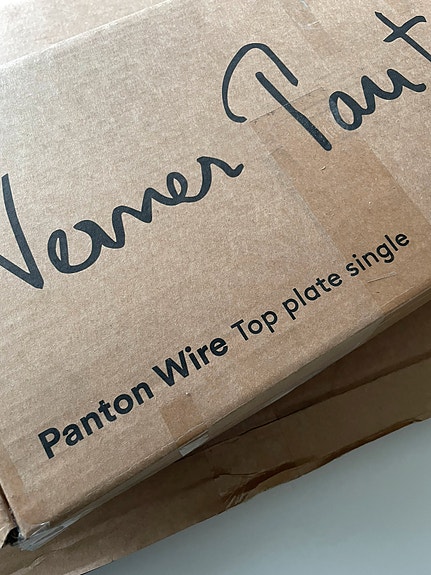 Verner Pant
Panton Wire Top plate single